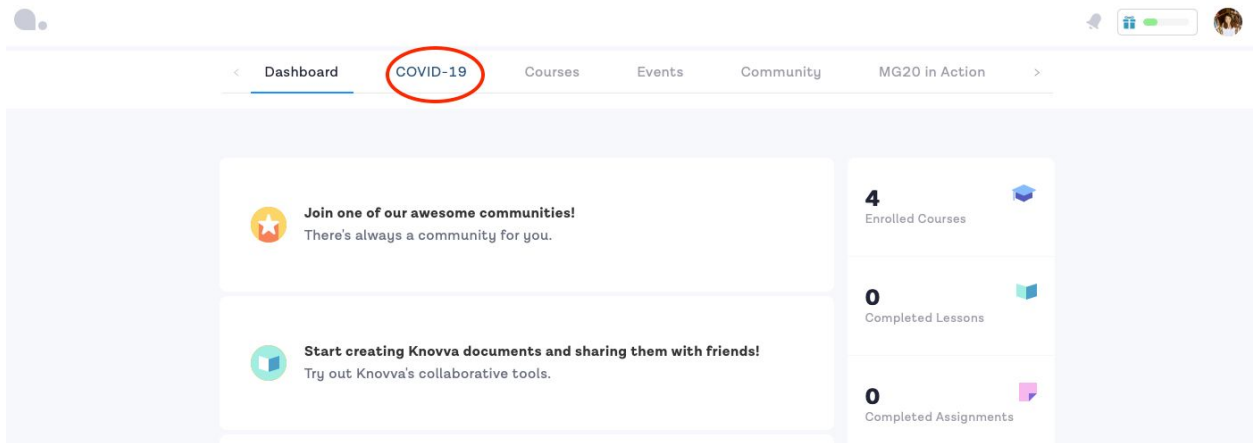 Dashboard COVID-19 Courses Events Community MG20 in Action
Join one of our awesome communities!
There's always a community for you.
Start creating Knovva documents and sharing them with friends!
Try out Knovva's collaborative tools.
4
Enrolled Courses
0
Completed Lessons
0
Completed Assignments